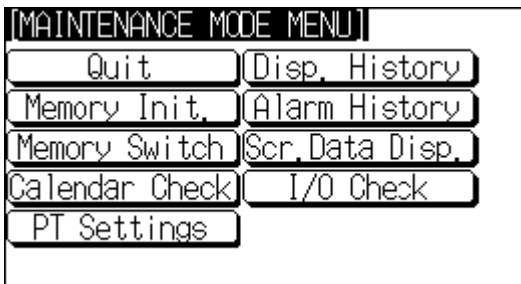 [MAINTENANCE MODE MENU]
Quit Disp. History
Memory Init. Alarm History
Memory Switch Scr.Data Disp.
Calendar Check I/O Check
PT Settings